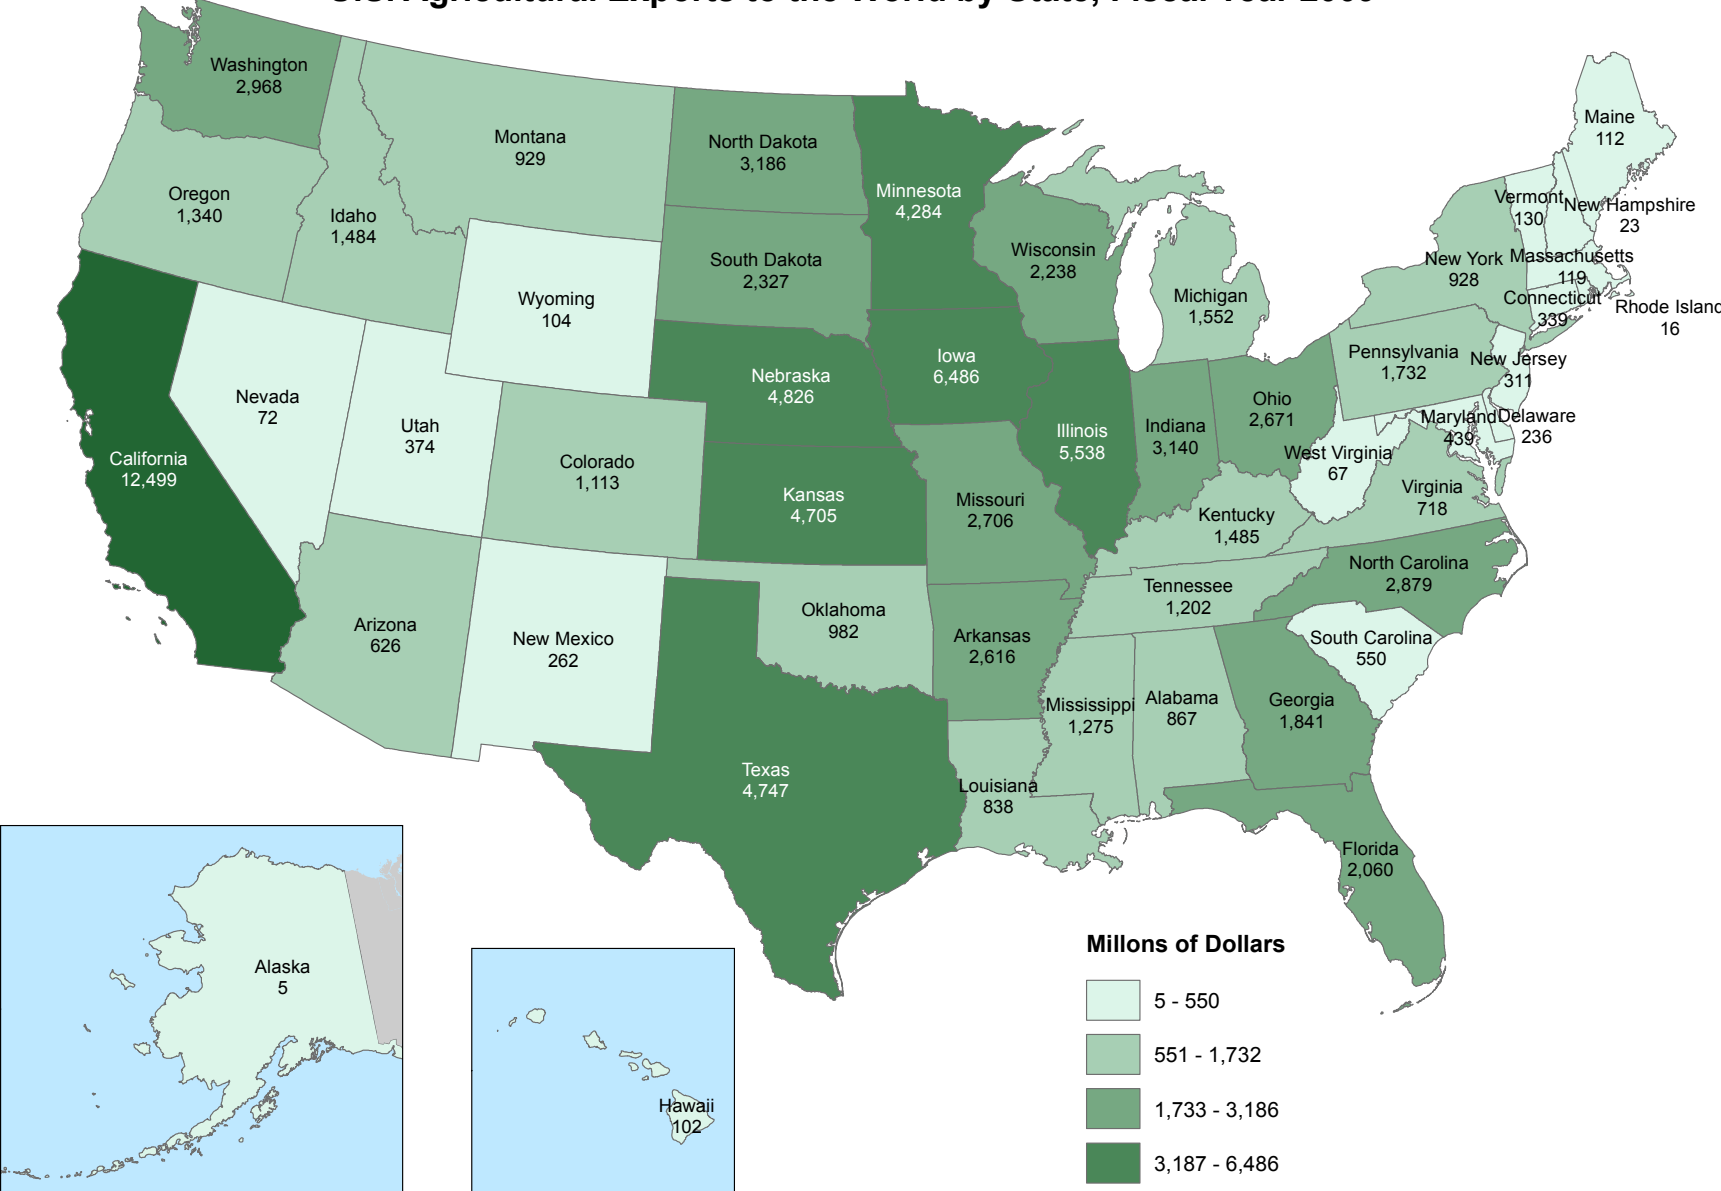 Washington
2,968
Montana
929
North Dakota
3,186
Minnesota
4,284
Maine
112
Oregon
1,340
Idaho
1,484
South Dakota
2,327
Wisconsin
2,238
Michigan
1,552
Vermont
130
New Hampshire
23
New York
928
Massachusetts
119
Connecticut
339
Rhode Island
16
Wyoming
104
Nebraska
4,826
Iowa
6,486
Pennsylvania
1,732
New Jersey
311
Nevada
72
Utah
374
Colorado
1,113
Illinois
5,538
Indiana
3,140
Ohio
2,671
Maryland
439
Delaware
236
West Virginia
67
California
12,499
Kansas
4,705
Missouri
2,706
Kentucky
1,485
Virginia
718
North Carolina
2,879
Tennessee
1,202
Arizona
626
New Mexico
262
Oklahoma
982
Arkansas
2,616
South Carolina
550
Mississippi
1,275
Alabama
867
Georgia
1,841
Texas
4,747
Louisiana
838
Florida
2,060
Alaska
5
Hawaii
102
Millons of Dollars
5 - 550
551 - 1,732
1,733 - 3,186
3,187 - 6,486